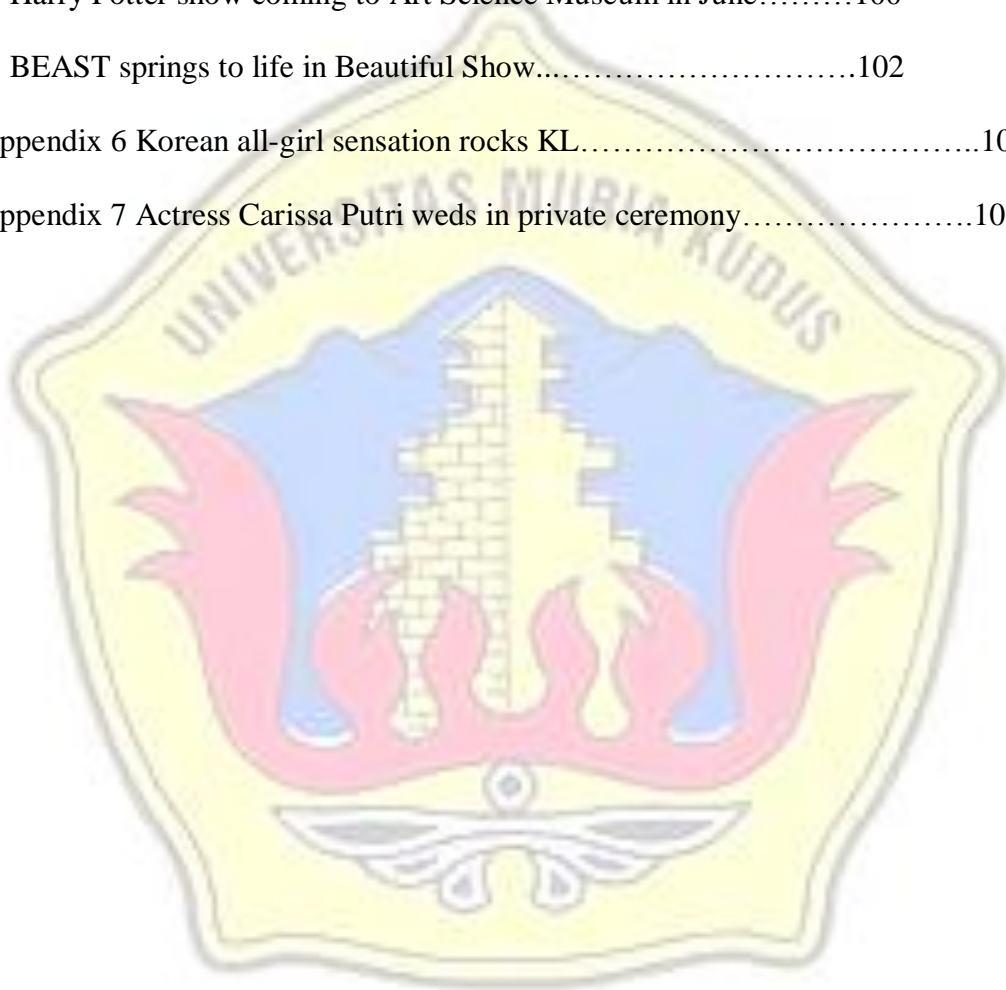 Harry Potter show coming to Art Science Museum in June………100
BEAST springs to life in Beautiful Show...……………………….102
ppendix 6 Korean all-girl sensation rocks KL………………………………..10
ppendix 7 Actress Carissa Putri weds in private ceremony………………….10
UNIVERSITAS MURIA KUDUS